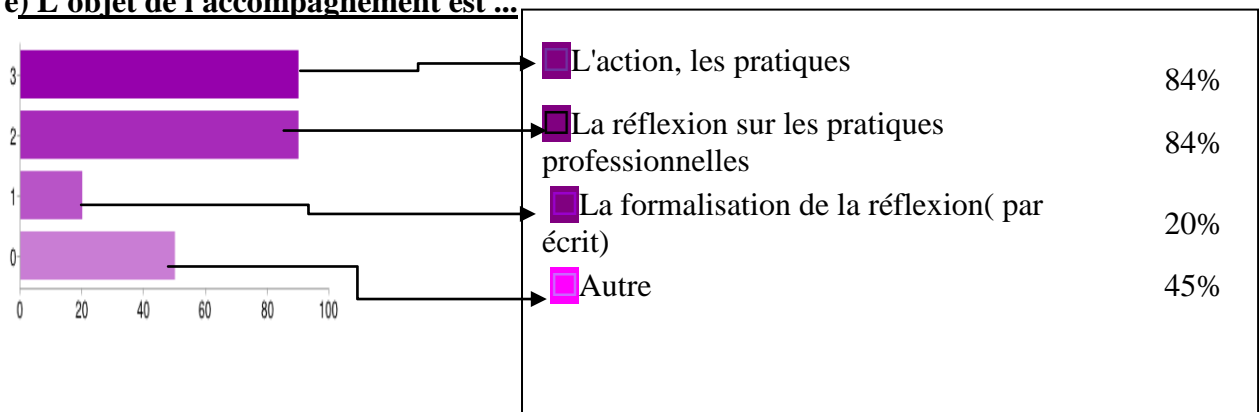 e) L'objet de l'accompagnement est ...
3
2
1
0
0 20 40 60 80 100
L'action, les pratiques 84%
La réflexion sur les pratiques
professionnelles 84%
La formalisation de la réflexion( par
écrit) 20%
Autre 45%